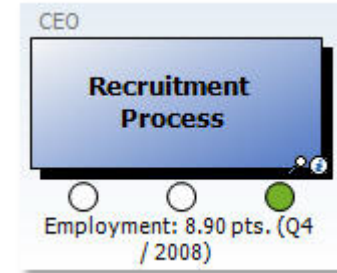 CEO
Recruitment
Process
Employment: 8.90 pts. (Q4
/ 2008)